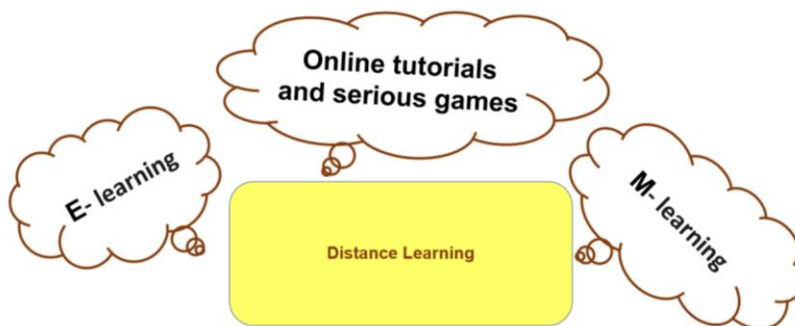 Online tutorials
and serious games
E- learning
M- learning
Distance Learning